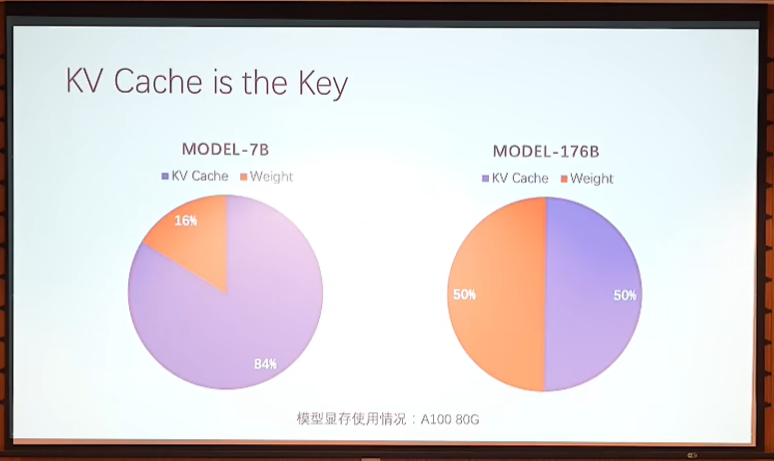 KV Cache is the Key
MODEL-7B
KV Cache Weight
16%
84%
MODEL-176B
KV Cache Weight
50%
50%
模型显存使用情况：A100 80G